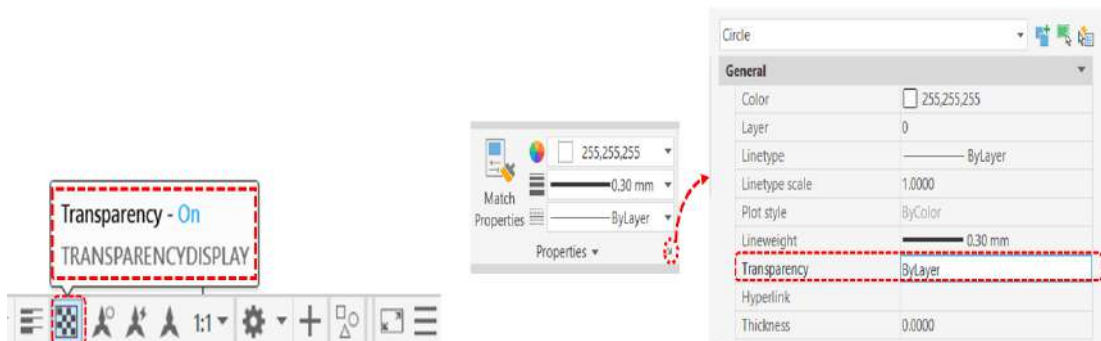 Transparency - On
TRANSPARENCYDISPLAY
1:1
255,255,255
0.30 mm
ByLayer
Match
Properties
Properties
Circle
General
Color 255,255,255
Layer 0
Linetype ByLayer
Linetype scale 1.0000
Plot style ByColor
Lineweight 0.30 mm
Transparency ByLayer
Hyperlink
Thickness 0.0000